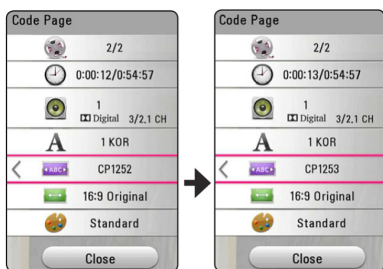 Code Page
2/2
0:00:12/0:54:57
1
Digital 3/2.1 CH
A 1 KOR
ABC CP1252
16:9 Original
Standard
Close
Code Page
2/2
0:00:13/0:54:57
1
Digital 3/2.1 CH
A 1 KOR
ABC CP1253
16:9 Original
Standard
Close